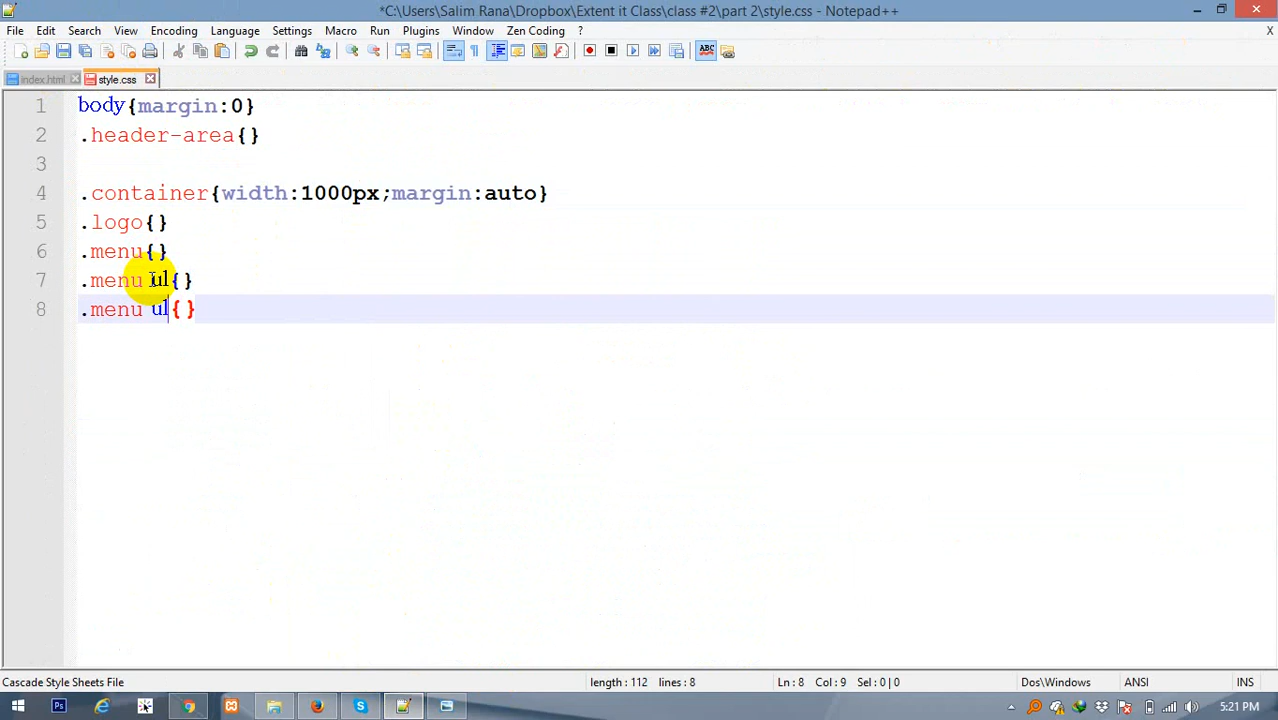 *C:\Users\Salim Rana\Dropbox\Extent it Class\class #2\part 2\style.css - Notepad++
File Edit Search View Encoding Language Settings Macro Run Plugins Window Zen Coding ? X
index.html style.css
1 body{margin:0}
2 .header-area{}
3
4 .container{width:1000px;margin:auto}
5 .logo{}
6 .menu{}
7 .menu ul{}
8 .menu ul{}
Cascade Style Sheets File length : 112 lines : 8 Ln : 8 Col : 9 Sel : 0 | 0 Dos\Windows ANSI INS
5:21 PM